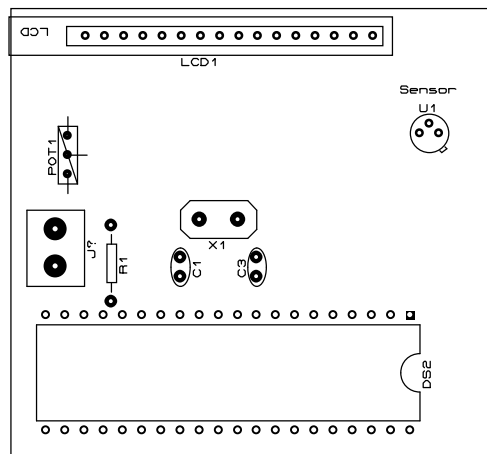 LCD
LCD1
Sensor
U1
POT1
J?
R1
X1
C1
C3
DS2